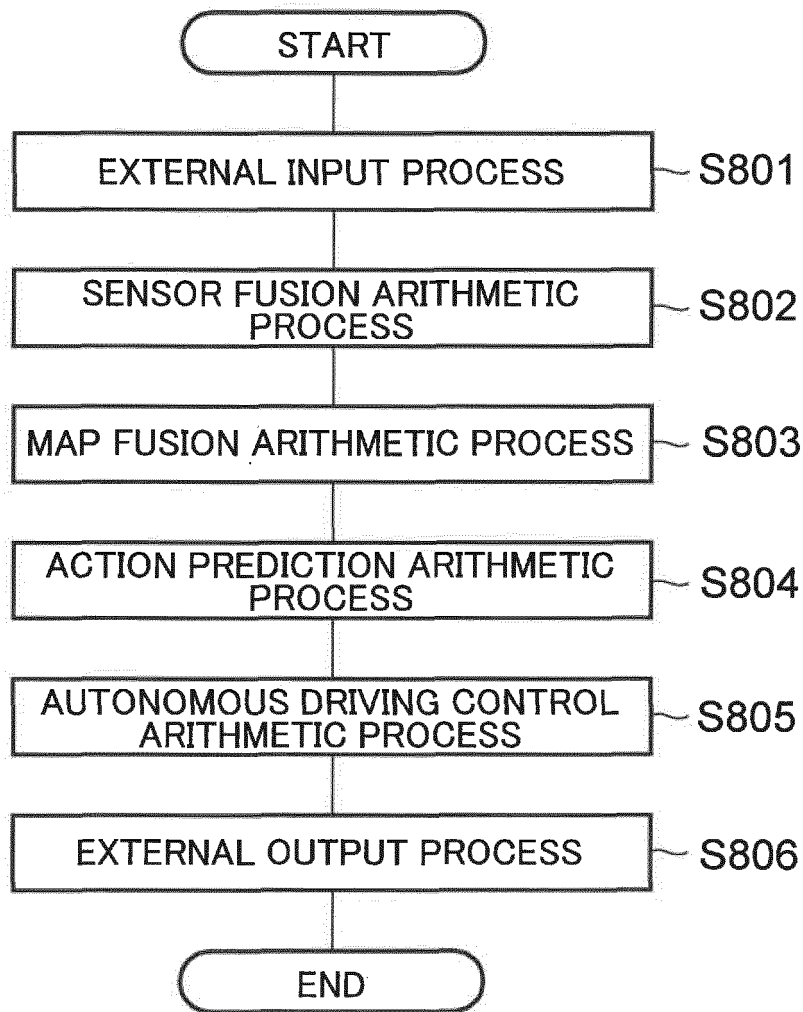 START
EXTERNAL INPUT PROCESS
S801
SENSOR FUSION ARITHMETIC
PROCESS
S802
MAP FUSION ARITHMETIC PROCESS
S803
ACTION PREDICTION ARITHMETIC
PROCESS
S804
AUTONOMOUS DRIVING CONTROL
ARITHMETIC PROCESS
S805
EXTERNAL OUTPUT PROCESS
S806
END